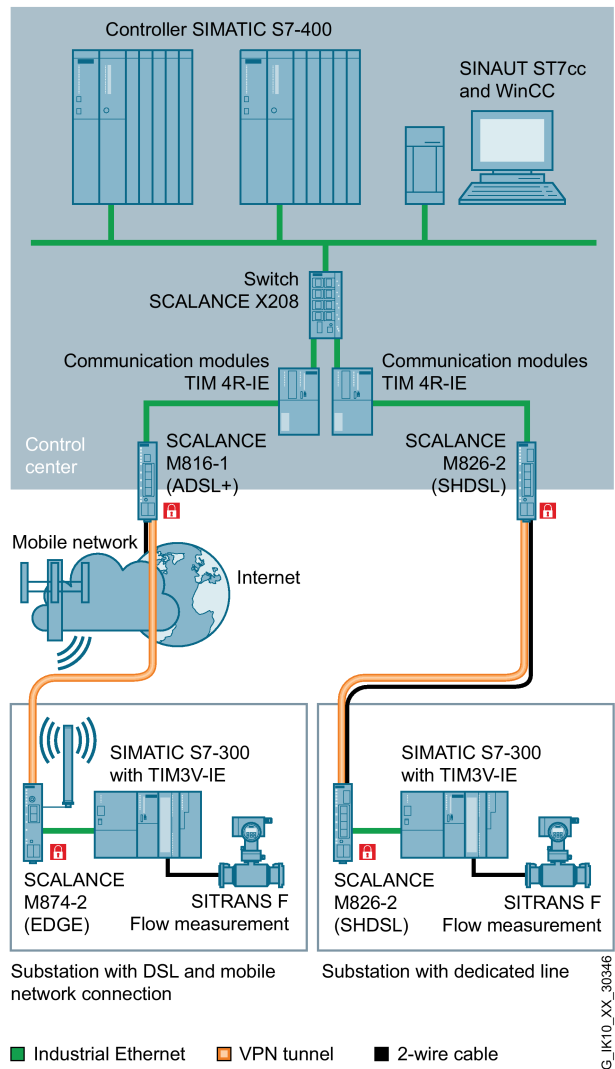 Controller SIMATIC S7-400
SINAUT ST7cc
and WinCC
Switch
SCALANCE X208
Communication modules
TIM 4R-IE
Communication modules
TIM 4R-IE
Control
center
SCALANCE
M816-1
(ADSL+)
SCALANCE
M826-2
(SHDSL)
Mobile network
Internet
SIMATIC S7-300
with TIM3V-IE
SCALANCE
M874-2
(EDGE)
SITRANS F
Flow measurement
SIMATIC S7-300
with TIM3V-IE
SCALANCE
M826-2
(SHDSL)
SITRANS F
Flow measurement
Substation with DSL and mobile
network connection
Substation with dedicated line
G_IK10_XX_30346
Industrial Ethernet
VPN tunnel
2-wire cable